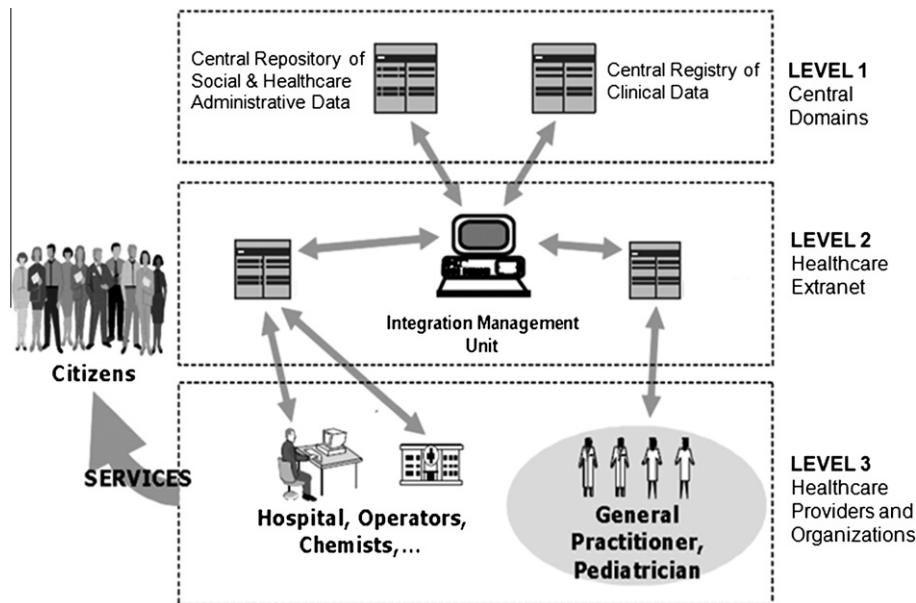 Central Repository of
Social & Healthcare
Administrative Data
Central Registry of
Clinical Data
LEVEL 1
Central
Domains
LEVEL 2
Healthcare
Extranet
Integration Management
Unit
Citizens
SERVICES
Hospital, Operators,
Chemists,...
General
Practitioner,
Pediatrician
LEVEL 3
Healthcare
Providers and
Organizations